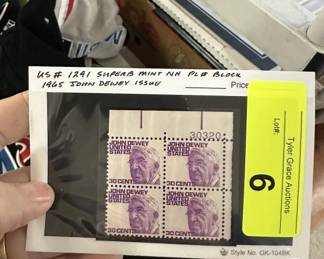 US# 1291 SUPERB MINT NH PL# BLOCK
1965 JOHN DEWEY ISSUE
Price
30320
JOHN DEWEY
UNITED
STATES
30 CENTS
JOHN DEWEY
UNITED
STATES
30 CENTS
JOHN DEWEY
UNITED
STATES
30 CENTS
JOHN DEWEY
UNITED
STATES
30 CENTS
Tyler Grace Auctions
Lot#:
6
Style No. GK-104BK